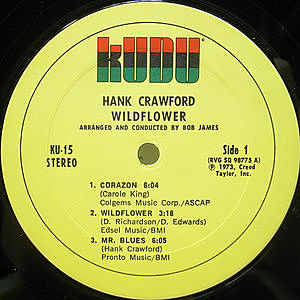 KUDU
HANK CRAWFORD
WILDFLOWER
ARRANGED AND CONDUCTED BY BOB JAMES
KU-15
STEREO
Side 1
(RVG SQ 98775 A)
℗ 1973, Creed
Taylor, Inc.
1. CORAZON 6:04
(Carole King)
Colgems Music Corp./ASCAP
2. WILDFLOWER 3:18
(D. Richardson/D. Edwards)
Edsel Music/BMI
3. MR. BLUES 6:05
(Hank Crawford)
Pronto Music/BMI